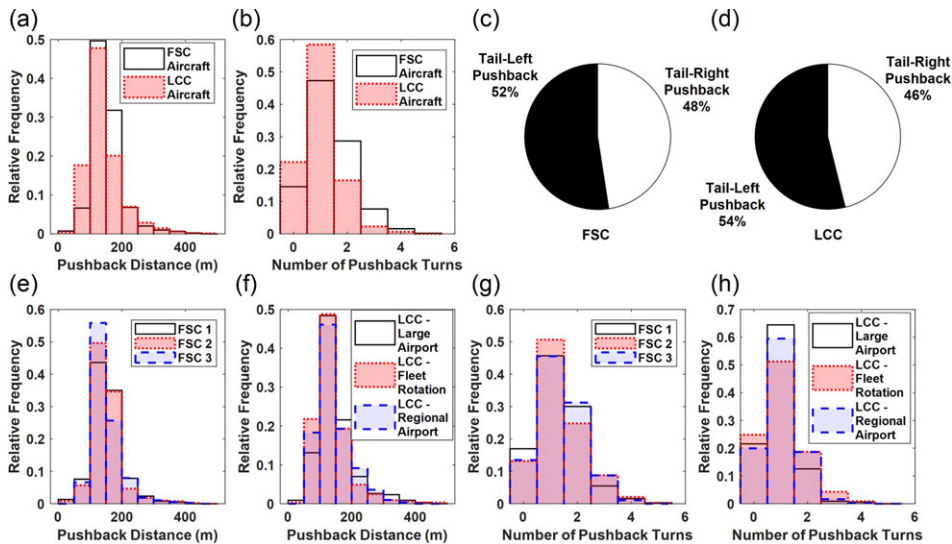 (a)
(b)
(c)
(d)
0.5
0.4
0.3
0.2
0.1
0
Relative Frequency
FSC
Aircraft
LCC
Aircraft
0 200 400
Pushback Distance (m)
0.6
0.5
0.4
0.3
0.2
0.1
0
Relative Frequency
FSC
Aircraft
LCC
Aircraft
0 2 4 6
Number of Pushback Turns
Tail-Left
Pushback
52%
Tail-Right
Pushback
48%
FSC
Tail-Right
Pushback
46%
Tail-Left
Pushback
54%
LCC
(e)
(f)
(g)
(h)
0.6
0.5
0.4
0.3
0.2
0.1
0
Relative Frequency
FSC 1
FSC 2
FSC 3
0 200 400
Pushback Distance (m)
0.5
0.4
0.3
0.2
0.1
0
Relative Frequency
LCC -
Large
Airport
LCC -
Fleet
Rotation
LCC -
Regional
Airport
0 200 400
Pushback Distance (m)
0.6
0.5
0.4
0.3
0.2
0.1
0
Relative Frequency
FSC 1
FSC 2
FSC 3
0 2 4 6
Number of Pushback Turns
0.7
0.6
0.5
0.4
0.3
0.2
0.1
0
Relative Frequency
LCC -
Large
Airport
LCC -
Fleet
Rotation
LCC -
Regional
Airport
0 2 4 6
Number of Pushback Turns